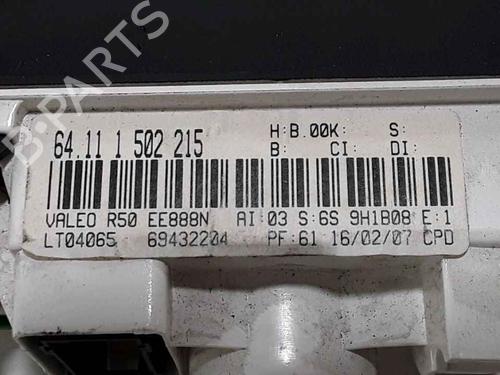 B-PARTS
64.11 1 502 215
H:B.00K: S:
B: CI: DI:
VALEO R50 EE888N AI:03 S:6S 9H1B08 E:1
LT04065 69432204 PF:61 16/02/07 CPD